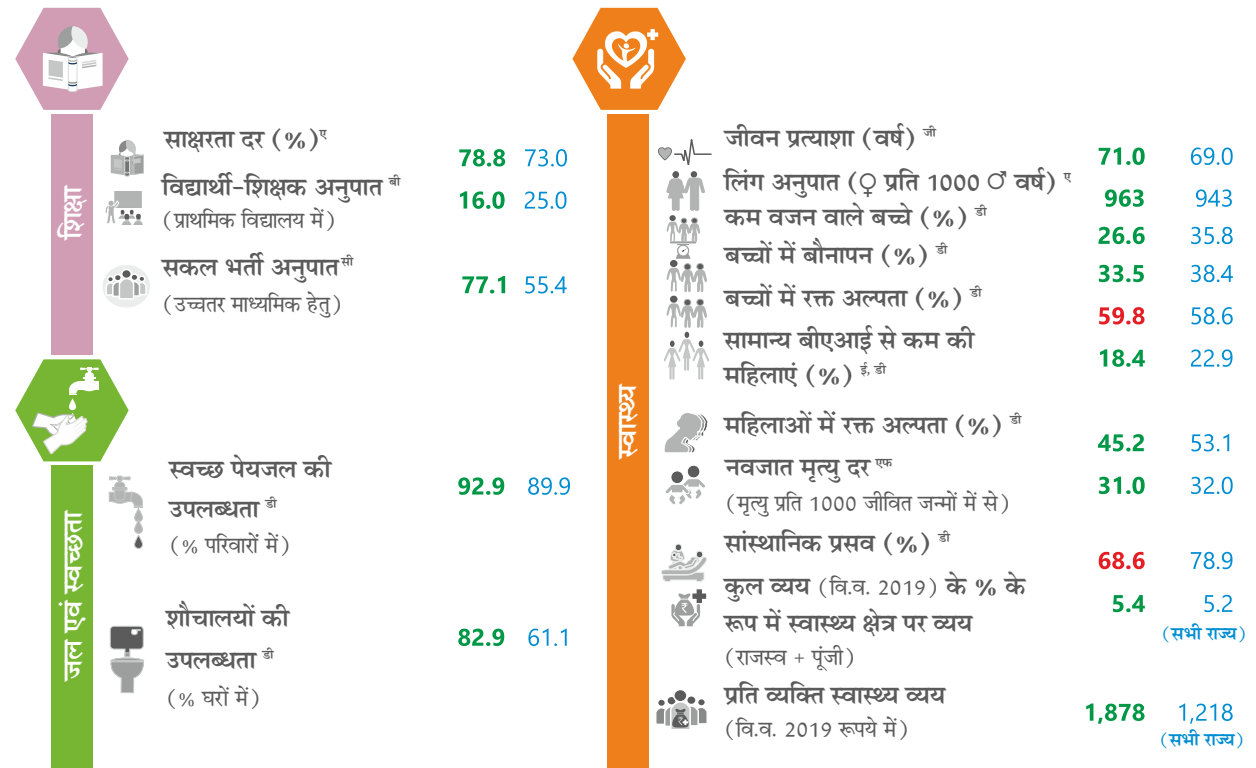 शिक्षा
साक्षरता दर (%)ए
78.8 73.0
विद्यार्थी-शिक्षक अनुपात बी
16.0 25.0
(प्राथमिक विद्यालय में)
सकल भर्ती अनुपात सी
77.1 55.4
(उच्चतर माध्यमिक हेतु)
जल एवं स्वच्छता
स्वच्छ पेयजल की
92.9 89.9
उपलब्धता डी
(% परिवारों में)
शौचालयों की
82.9 61.1
उपलब्धता डी
(% घरों में)
स्वास्थ्य
जीवन प्रत्याशा (वर्ष) जी
71.0 69.0
लिंग अनुपात (♀ प्रति 1000 ♂ वर्ष) ए
963 943
कम वजन वाले बच्चे (%) डी
26.6 35.8
बच्चों में बौनापन (%) डी
33.5 38.4
बच्चों में रक्त अल्पता (%) डी
59.8 58.6
सामान्य बीएआई से कम की
18.4 22.9
महिलाएं (%) ई, डी
महिलाओं में रक्त अल्पता (%) डी
45.2 53.1
नवजात मृत्यु दर एफ
31.0 32.0
(मृत्यु प्रति 1000 जीवित जन्मों में से)
सांस्थानिक प्रसव (%) डी
68.6 78.9
कुल व्यय (वि.व. 2019) के % के
5.4 5.2
रूप में स्वास्थ्य क्षेत्र पर व्यय
(सभी राज्य)
(राजस्व + पूंजी)
प्रति व्यक्ति स्वास्थ्य व्यय
1,878 1,218
(वि.व. 2019 रूपये में)
(सभी राज्य)